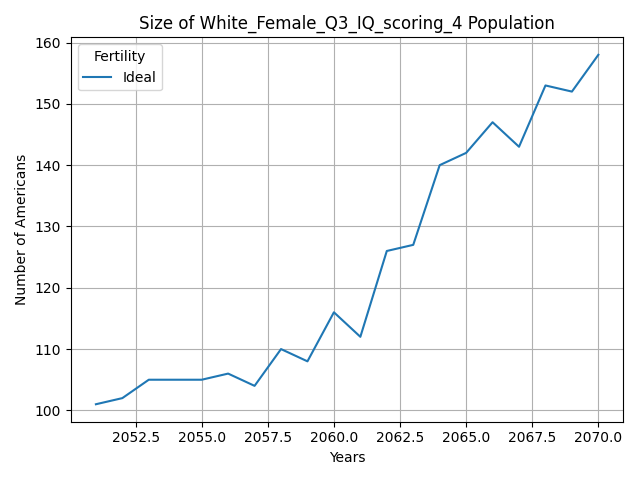 Size of White_Female_Q3_IQ_scoring_4 Population
Fertility
Ideal
Number of Americans
160
150
140
130
120
110
100
2052.5 2055.0 2057.5 2060.0 2062.5 2065.0 2067.5 2070.0
Years